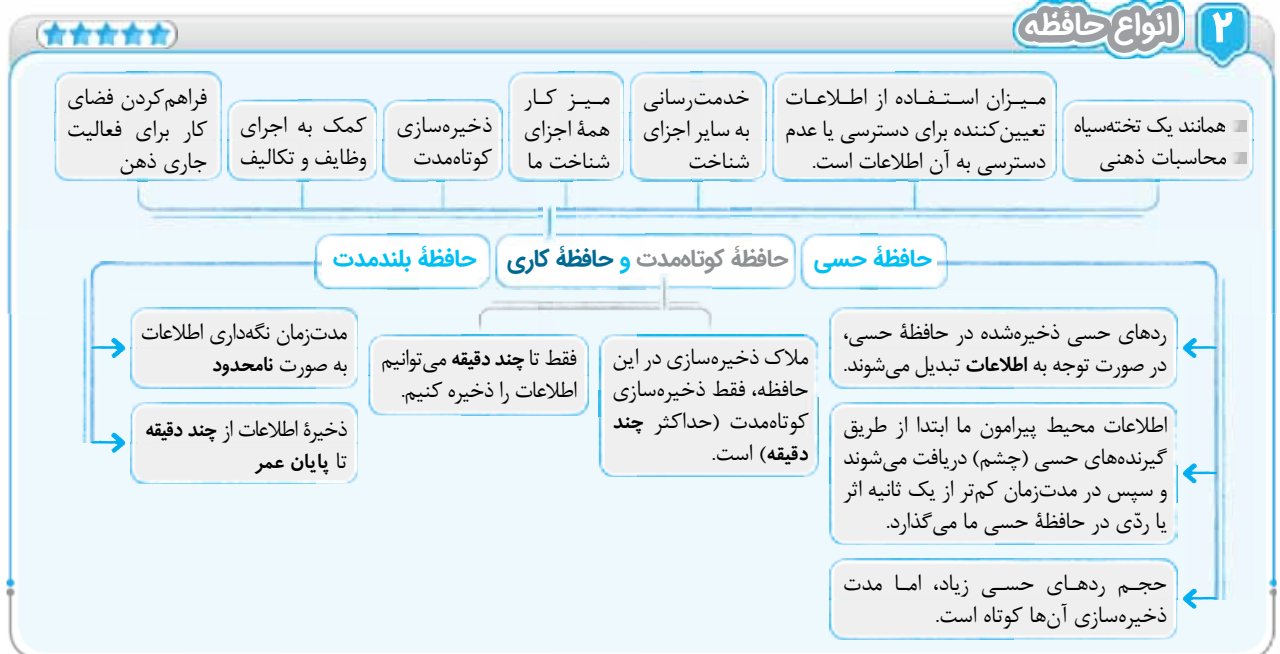 ۲ انواع حافظه
همانند یک تخته‌سیاه
محاسبات ذهنی
میـزان اسـتـفـاده از اطـلاعـات
تعیین‌کننده برای دسترسی یا عدم
دسترسی به آن اطلاعات است.
خدمت‌رسانی
به سایر اجزای
شناخت
میـز کـار
همهٔ اجزای
شناخت ما
ذخیره‌سازی
کوتاه‌مدت
کمک به اجرای
وظایف و تکالیف
فراهم‌کردن فضای
کار برای فعالیت
جاری ذهن
حافظهٔ حسی
حافظهٔ کوتاه‌مدت و حافظهٔ کاری
حافظهٔ بلندمدت
ردهای حسی ذخیره‌شده در حافظهٔ حسی،
در صورت توجه به اطلاعات تبدیل می‌شوند.
اطلاعات محیط پیرامون ما ابتدا از طریق
گیرنده‌های حسی (چشم) دریافت می‌شوند
و سپس در مدت‌زمان کم‌تر از یک ثانیه اثر
یا ردّی در حافظهٔ حسی ما می‌گذارد.
حجـم ردهـای حسـی زیاد، امـا مدت
ذخیره‌سازی آن‌ها کوتاه است.
ملاک ذخیره‌سازی در این
حافظه، فقط ذخیره‌سازی
کوتاه‌مدت (حداکثر چند
دقیقه) است.
فقط تا چند دقیقه می‌توانیم
اطلاعات را ذخیره کنیم.
مدت‌زمان نگه‌داری اطلاعات
به صورت نامحدود
ذخیرهٔ اطلاعات از چند دقیقه
تا پایان عمر